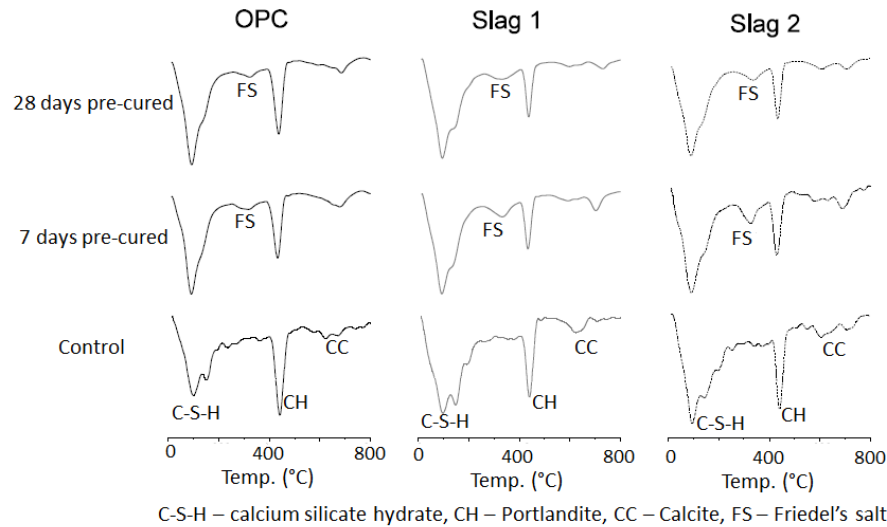 OPC Slag 1 Slag 2
28 days pre-cured FS FS FS
7 days pre-cured FS FS FS
Control CC CC CC
C-S-H CH C-S-H CH C-S-H CH
0 400 800 0 400 800 0 400 800
Temp. (°C) Temp. (°C) Temp. (°C)
C-S-H – calcium silicate hydrate, CH – Portlandite, CC – Calcite, FS – Friedel's salt